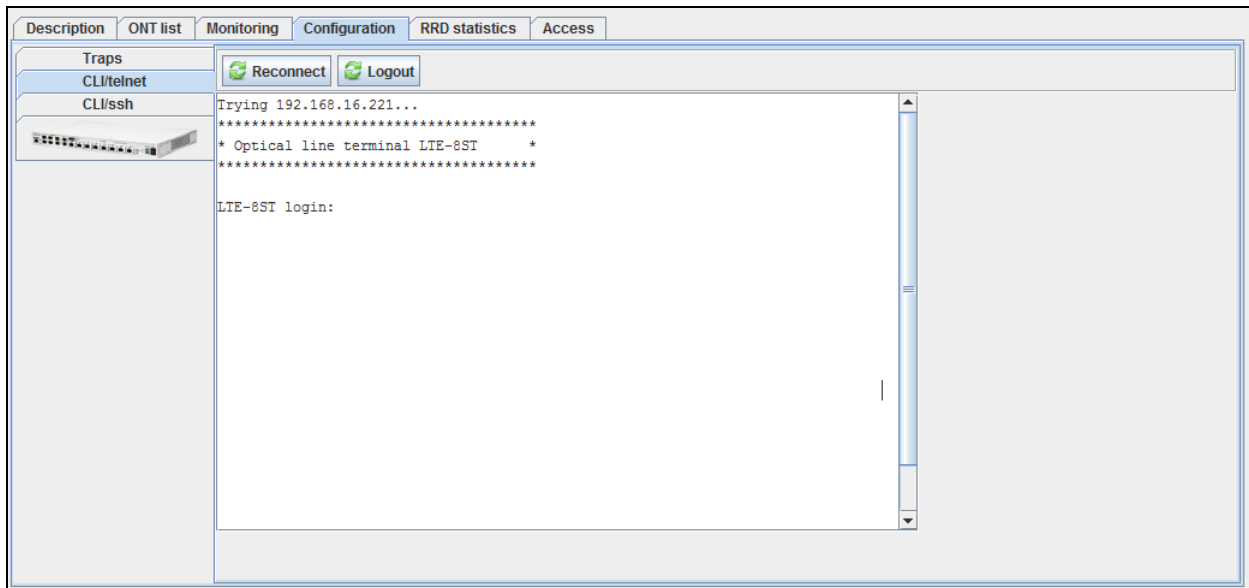 Description ONT list Monitoring Configuration RRD statistics Access
Traps
CLI/telnet
CLI/ssh
Reconnect Logout
Trying 192.168.16.221...
**************************************
* Optical line terminal LTE-8ST      *
**************************************
LTE-8ST login: